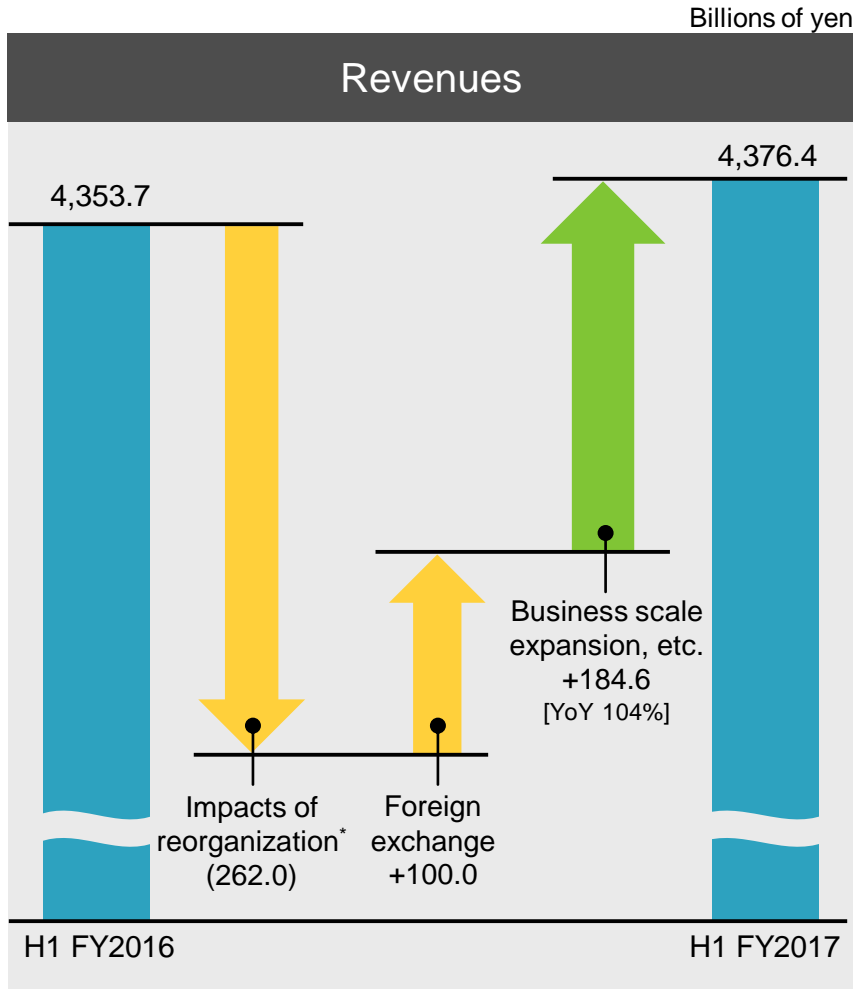 Billions of yen
Revenues
4,353.7
4,376.4
Business scale
expansion, etc.
+184.6
[YoY 104%]
Impacts of
reorganization*
(262.0)
Foreign
exchange
+100.0
H1 FY2016
H1 FY2017